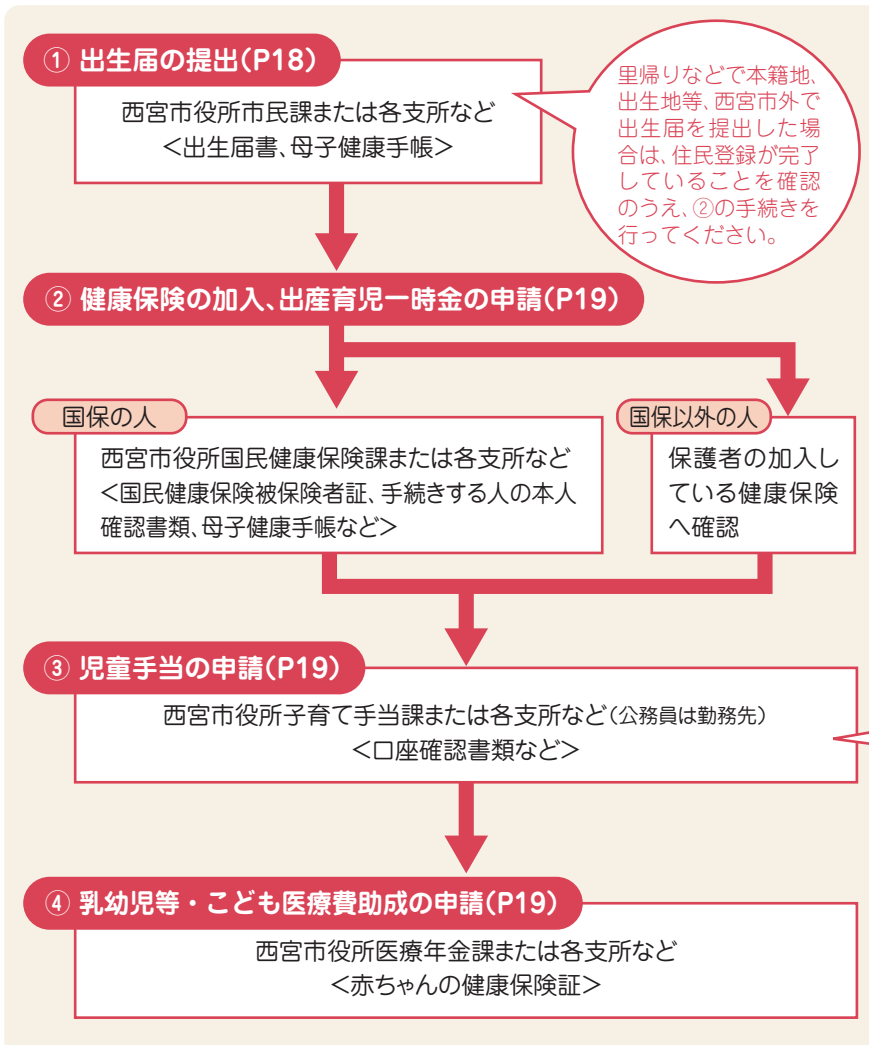 ① 出生届の提出(P18)
西宮市役所市民課または各支所など
<出生届書、母子健康手帳>
里帰りなどで本籍地、
出生地等、西宮市外で
出生届を提出した場
合は、住民登録が完了
していることを確認
のうえ、②の手続きを
行ってください。
② 健康保険の加入、出産育児一時金の申請(P19)
国保の人
西宮市役所国民健康保険課または各支所など
<国民健康保険被保険者証、手続きする人の本人
確認書類、母子健康手帳など>
国保以外の人
保護者の加入し
ている健康保険
へ確認
③ 児童手当の申請(P19)
西宮市役所子育て手当課または各支所など(公務員は勤務先)
<口座確認書類など>
④ 乳幼児等・こども医療費助成の申請(P19)
西宮市役所医療年金課または各支所など
<赤ちゃんの健康保険証>